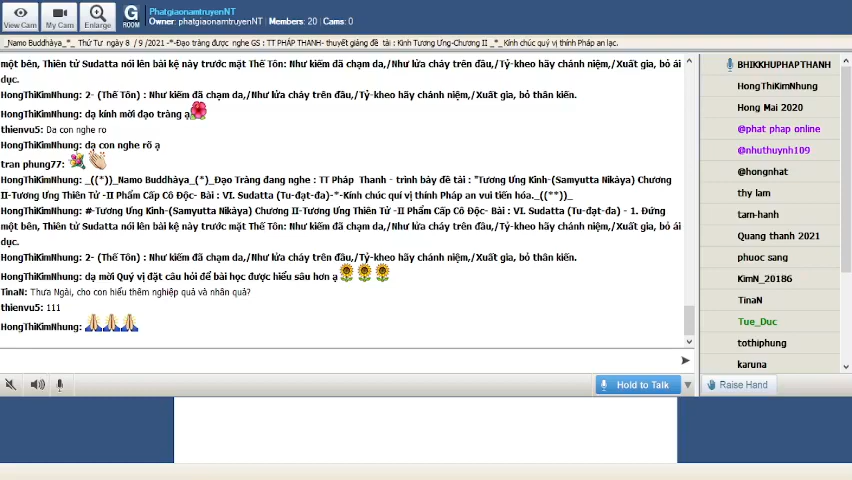 PhatgiaonamtruyenNT
Owner: phatgiaonamtruyenNT | Members: 20 | Cams: 0
View Cam
My Cam
Enlarge
G
ROOM
_Namo Buddhàya_*_ Thứ Tư ngày 8 / 9 /2021 -*-Đạo tràng được nghe GS : TT PHÁP THANH- thuyết giảng đề tài : Kinh Tương Ưng-Chương II _*_ Kính chúc quý vị thính Pháp an lạc.
một bên, Thiên tử Sudatta nói lên bài kệ này trước mặt Thế Tôn: Như kiếm đã chạm da,/Như lửa cháy trên đầu,/Tỷ-kheo hãy chánh niệm,/Xuất gia, bỏ ái
dục.
HongThiKimNhung: 2- (Thế Tôn) : Như kiếm đã chạm da,/Như lửa cháy trên đầu,/Tỷ-kheo hãy chánh niệm,/Xuất gia, bỏ thân kiến.
HongThiKimNhung: dạ kính mời đạo tràng ạ
thienvu5: Da con nghe ro
HongThiKimNhung: dạ con nghe rõ ạ
tran phung77:
HongThiKimNhung: _((*))_Namo Buddhàya_(*)_Đạo Tràng đang nghe : TT Pháp Thanh - trình bày đề tài : "Tương Ưng Kinh-(Samyutta Nikàya) Chương
II-Tương Ưng Thiên Tử -II Phẩm Cấp Cô Độc- Bài : VI. Sudatta (Tu-đạt-đa)-*-Kính chúc quí vị thính Pháp an vui tiến hóa._((**))_
HongThiKimNhung: #-Tương Ưng Kinh-(Samyutta Nikàya) Chương II-Tương Ưng Thiên Tử -II Phẩm Cấp Cô Độc- Bài : VI. Sudatta (Tu-đạt-đa) - 1. Đứng
một bên, Thiên tử Sudatta nói lên bài kệ này trước mặt Thế Tôn: Như kiếm đã chạm da,/Như lửa cháy trên đầu,/Tỷ-kheo hãy chánh niệm,/Xuất gia, bỏ ái
dục.
HongThiKimNhung: 2- (Thế Tôn) : Như kiếm đã chạm da,/Như lửa cháy trên đầu,/Tỷ-kheo hãy chánh niệm,/Xuất gia, bỏ thân kiến.
HongThiKimNhung: dạ mời Quý vị đặt câu hỏi để bài học được hiểu sâu hơn ạ
TinaN: Thưa Ngài, cho con hiểu thêm nghiệp quả và nhân quả?
thienvu5: 111
HongThiKimNhung:
Hold to Talk
BHIKKHUPHAPTHANH
HongThiKimNhung
Hong Mai 2020
@phat phap online
@nhuthuynh109
@hongnhat
thy lam
tam-hanh
Quang thanh 2021
phuoc sang
KimN_20186
TinaN
Tue_Duc
tothiphung
karuna
Raise Hand